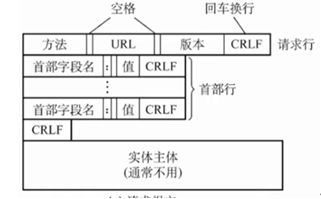 空格 回车换行
方法 URL 版本 CRLF 请求行
首部字段名 : 值 CRLF
⋮ 首部行
首部字段名 : 值 CRLF
CRLF
实体主体
(通常不用)